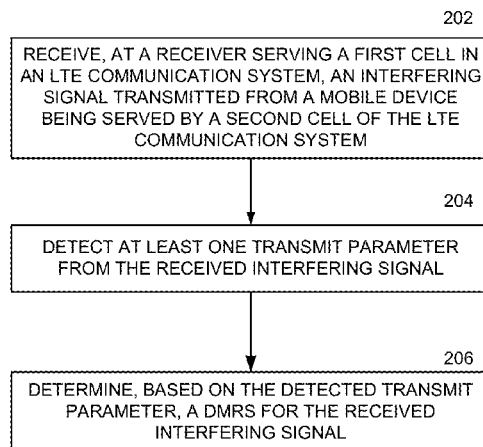 202
RECEIVE, AT A RECEIVER SERVING A FIRST CELL IN
AN LTE COMMUNICATION SYSTEM, AN INTERFERING
SIGNAL TRANSMITTED FROM A MOBILE DEVICE
BEING SERVED BY A SECOND CELL OF THE LTE
COMMUNICATION SYSTEM
204
DETECT AT LEAST ONE TRANSMIT PARAMETER
FROM THE RECEIVED INTERFERING SIGNAL
206
DETERMINE, BASED ON THE DETECTED TRANSMIT
PARAMETER, A DMRS FOR THE RECEIVED
INTERFERING SIGNAL